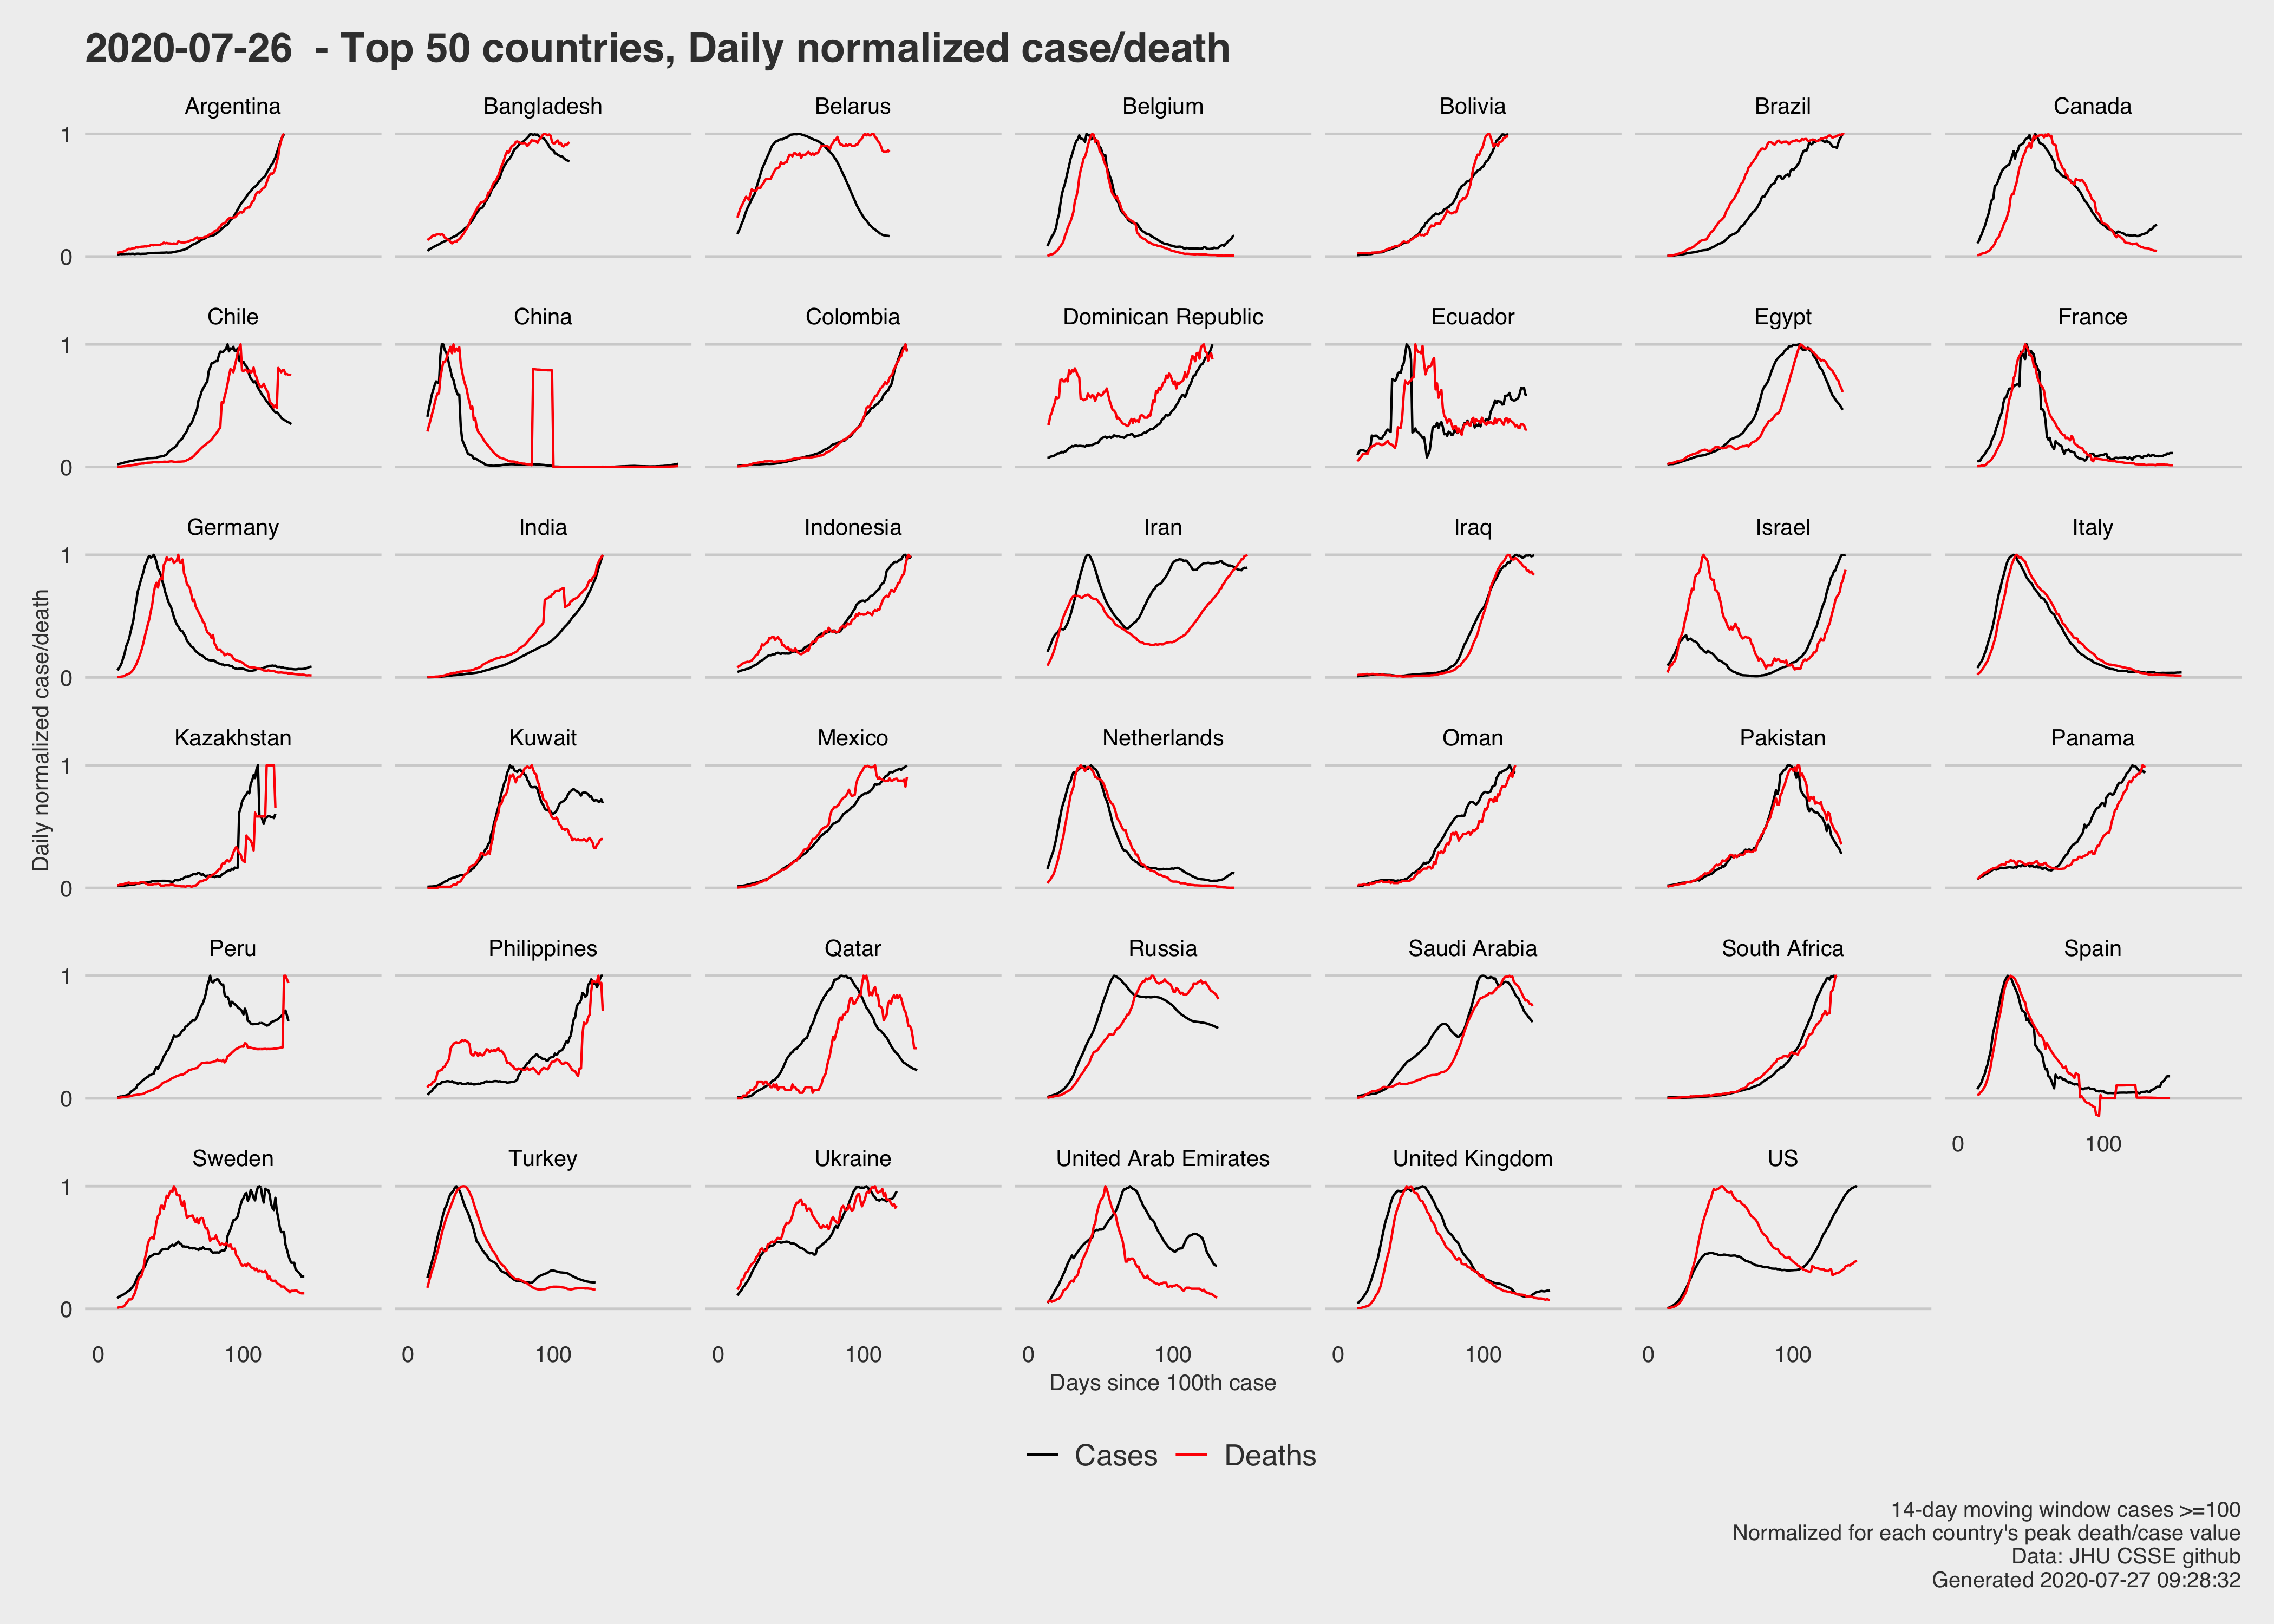 2020-07-26 - Top 50 countries, Daily normalized case/death
Argentina Bangladesh Belarus Belgium Bolivia Brazil Canada
1
0
Chile China Colombia Dominican Republic Ecuador Egypt France
1
0
Germany India Indonesia Iran Iraq Israel Italy
1
0
Daily normalized case/death
Kazakhstan Kuwait Mexico Netherlands Oman Pakistan Panama
1
0
Peru Philippines Qatar Russia Saudi Arabia South Africa Spain
1
0
0 100
Sweden Turkey Ukraine United Arab Emirates United Kingdom US
1
0
0 100 0 100 0 100 0 100 0 100 0 100
Days since 100th case
Cases Deaths
14-day moving window cases >=100
Normalized for each country's peak death/case value
Data: JHU CSSE github
Generated 2020-07-27 09:28:32